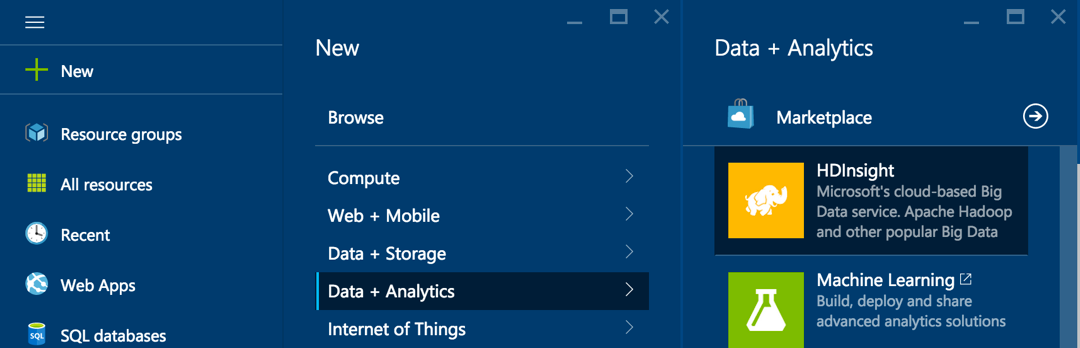 New
Resource groups
All resources
Recent
Web Apps
SQL
SQL databases
New
Browse
Compute
Web + Mobile
Data + Storage
Data + Analytics
Internet of Things
Data + Analytics
Marketplace
HDInsight
Microsoft's cloud-based Big
Data service. Apache Hadoop
and other popular Big Data
Machine Learning
Build, deploy and share
advanced analytics solutions